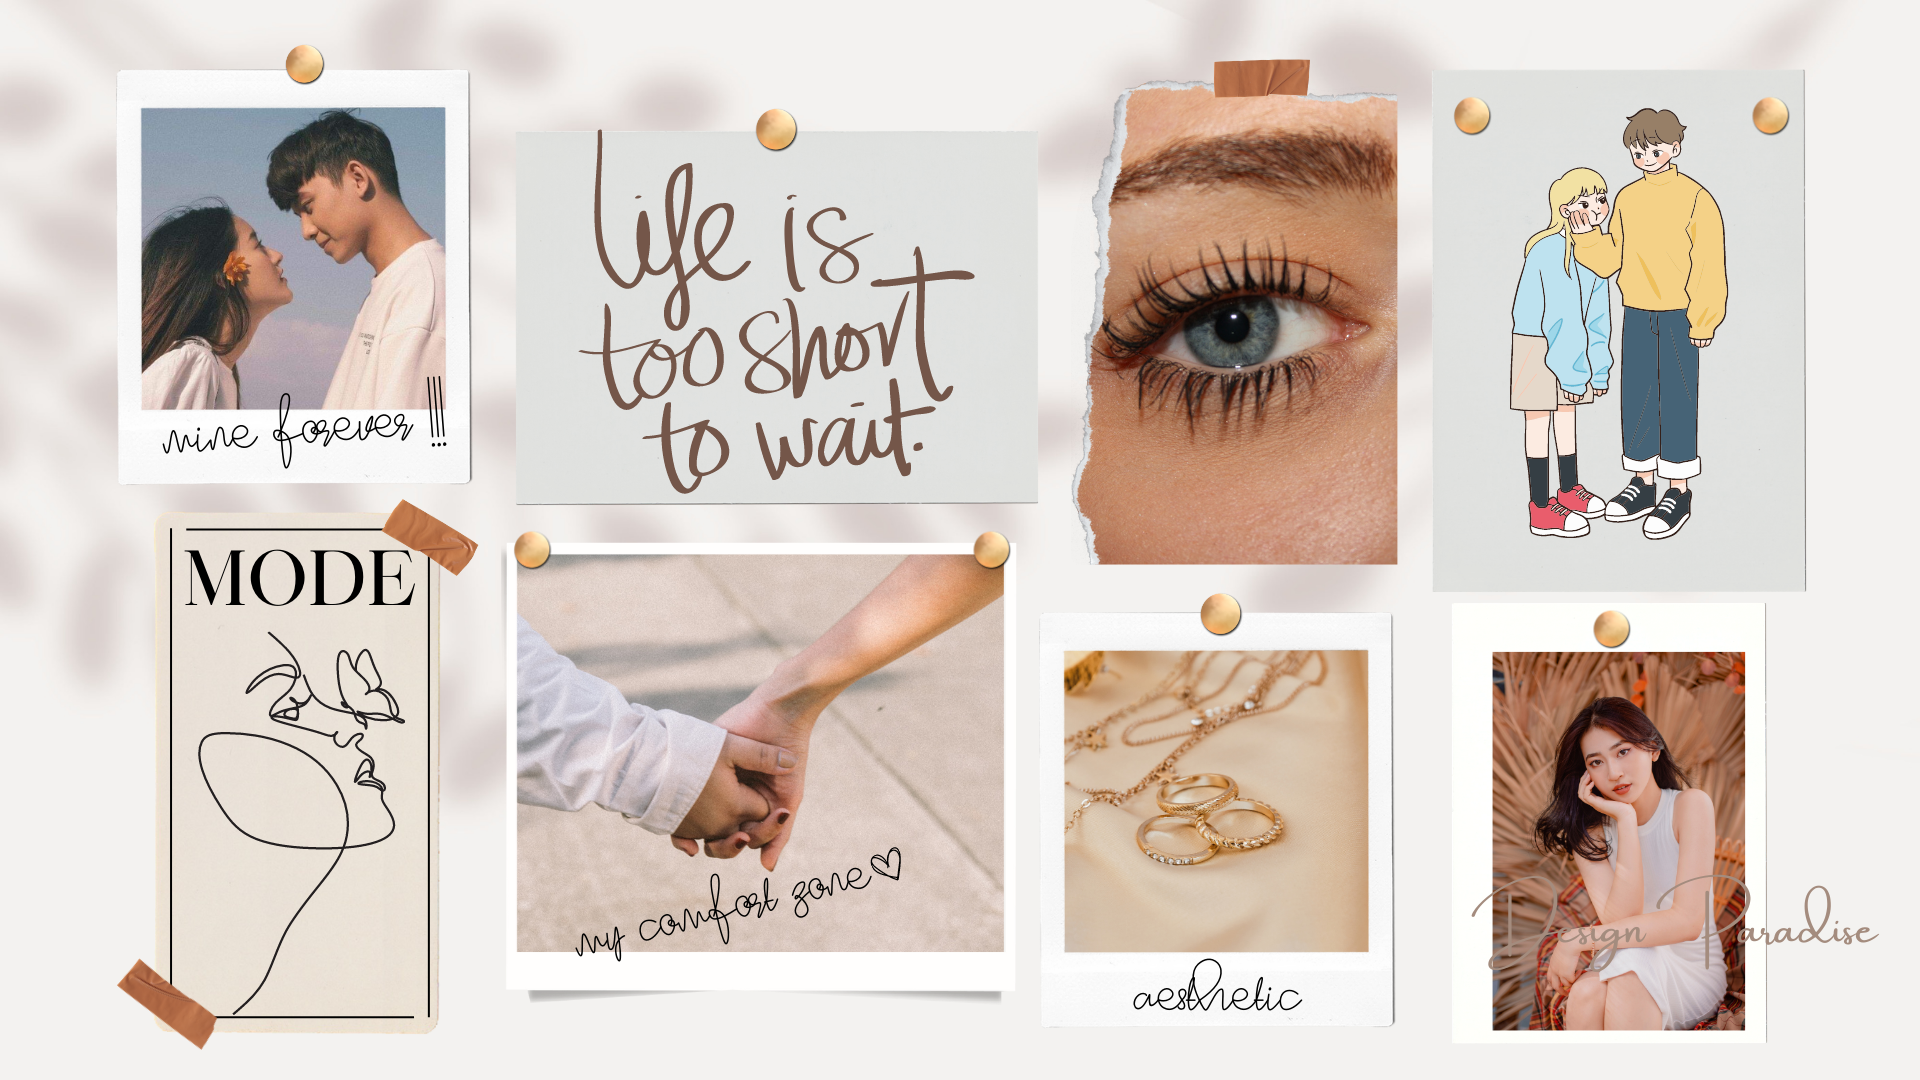 mine forever !!!
life is
too short
to wait.
MODE
my comfort zone♡
aesthetic
Design Paradise